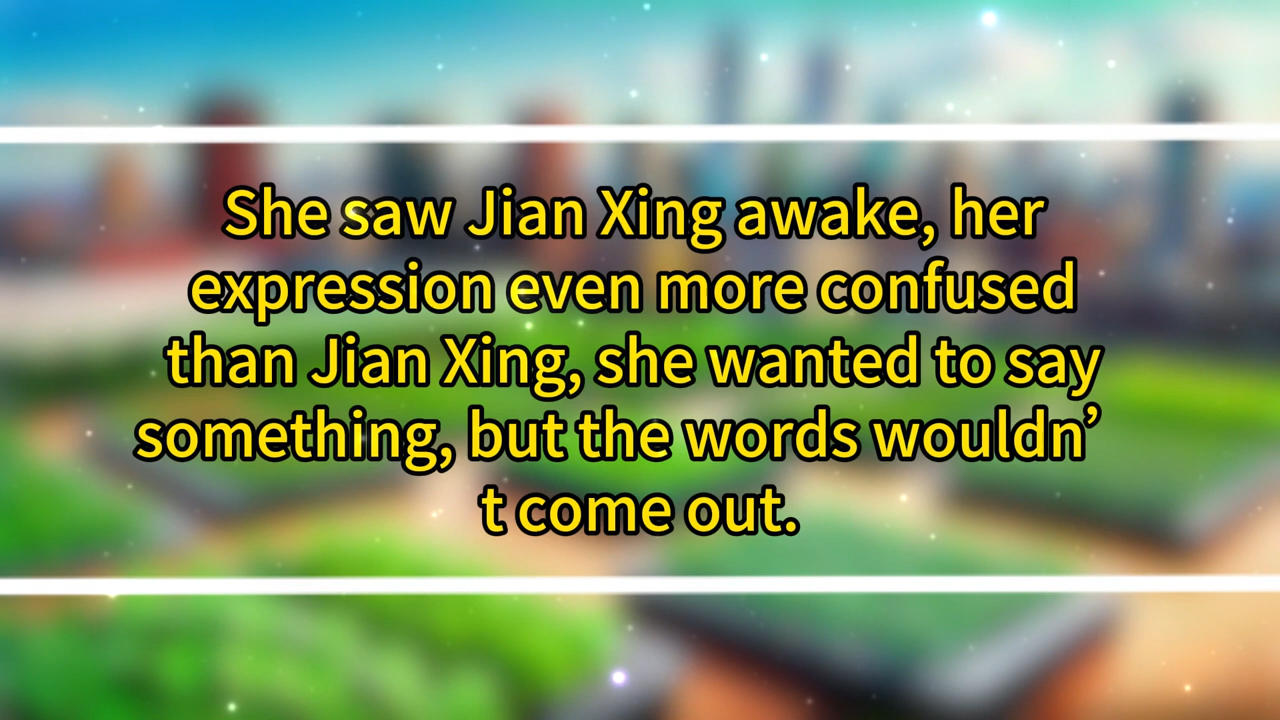 She saw Jian Xing awake, her
expression even more confused
than Jian Xing, she wanted to say
something, but the words wouldn’
t come out.